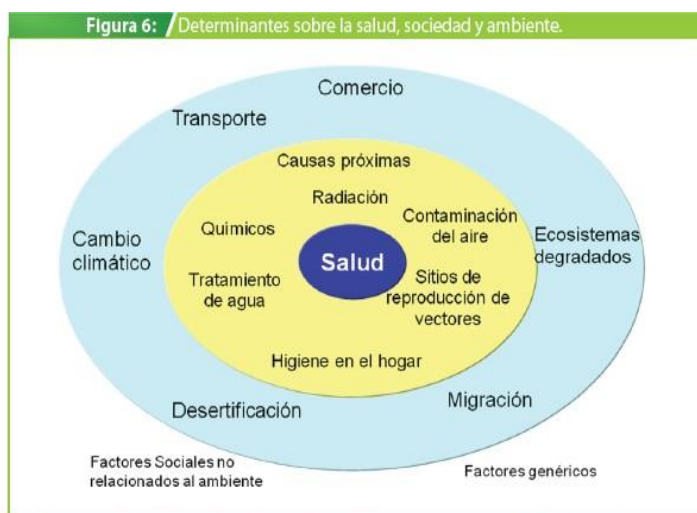 Figura 6: Determinantes sobre la salud, sociedad y ambiente.
Comercio
Transporte
Causas próximas
Radiación
Quimicos
Contaminación
del aire
Cambio
climático
Ecosistemas
degradados
Salud
Tratamiento
de agua
Sitios de
reproducción de
vectores
Higiene en el hogar
Desertificación
Migración
Factores Sociales no
relacionados al ambiente
Factores genéricos